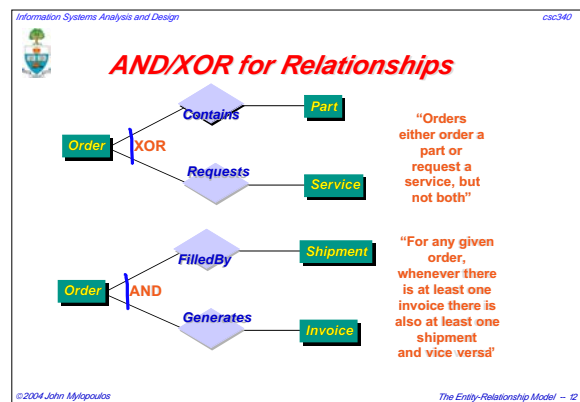 Information Systems Analysis and Design
csc340
AND/XOR for Relationships
Contains
Part
Order
XOR
Requests
Service
"Orders
either order a
part or
request a
service, but
not both"
FilledBy
Shipment
Order
AND
Generates
Invoice
"For any given
order,
whenever there
is at least one
invoice there is
also at least one
shipment
and vice versa"
©2004 John Mylopoulos
The Entity-Relationship Model – 12